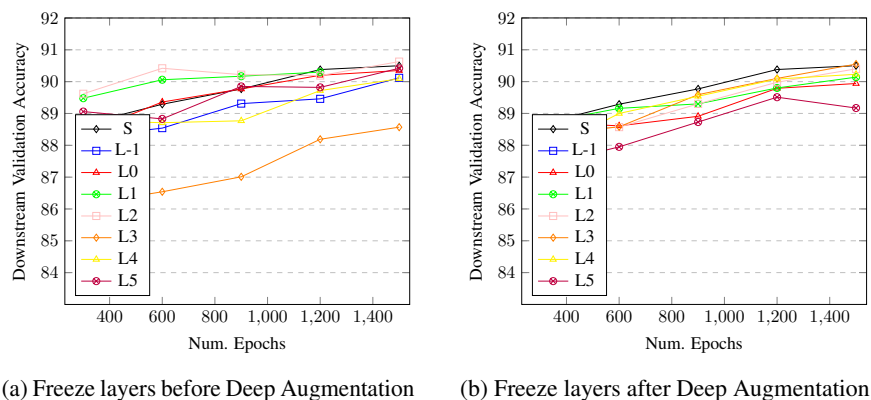 92
91
90
89
88
87
86
85
84
Downstream Validation Accuracy
S
L-1
L0
L1
L2
L3
L4
L5
400 600 800 1,000 1,200 1,400
Num. Epochs
(a) Freeze layers before Deep Augmentation
92
91
90
89
88
87
86
85
84
Downstream Validation Accuracy
S
L-1
L0
L1
L2
L3
L4
L5
400 600 800 1,000 1,200 1,400
Num. Epochs
(b) Freeze layers after Deep Augmentation